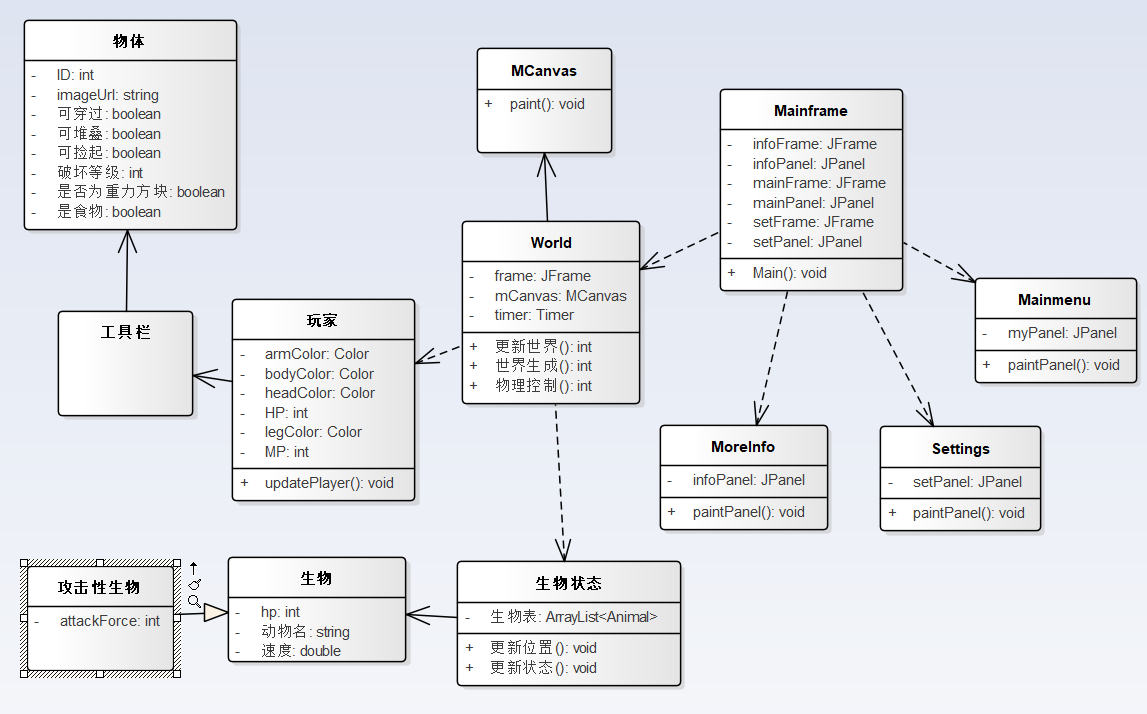 物体
- ID: int
- imageUrl: string
- 可穿过: boolean
- 可堆叠: boolean
- 可捡起: boolean
- 破坏等级: int
- 是否为重力方块: boolean
- 是食物: boolean
MCanvas
+ paint(): void
Mainframe
- infoFrame: JFrame
- infoPanel: JPanel
- mainFrame: JFrame
- mainPanel: JPanel
- setFrame: JFrame
- setPanel: JPanel
+ Main(): void
World
- frame: JFrame
- mCanvas: MCanvas
- timer: Timer
+ 更新世界(): int
+ 世界生成(): int
+ 物理控制(): int
Mainmenu
- myPanel: JPanel
+ paintPanel(): void
工具栏
玩家
- armColor: Color
- bodyColor: Color
- headColor: Color
- HP: int
- legColor: Color
- MP: int
+ updatePlayer(): void
MoreInfo
- infoPanel: JPanel
+ paintPanel(): void
Settings
- setPanel: JPanel
+ paintPanel(): void
攻击性生物
- attackForce: int
生物
- hp: int
- 动物名: string
- 速度: double
生物状态
- 生物表: ArrayList<Animal>
+ 更新位置(): void
+ 更新状态(): void